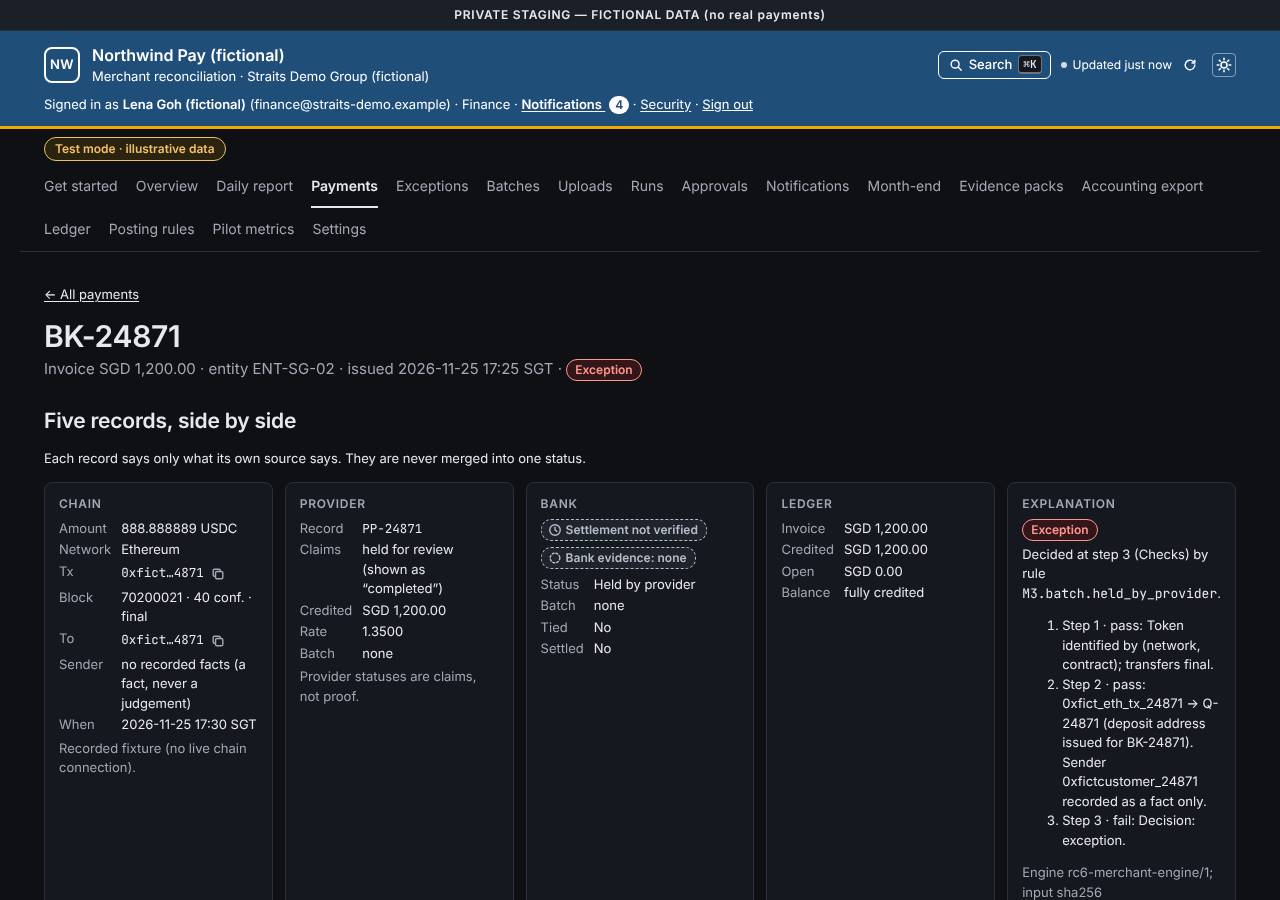 PRIVATE STAGING — FICTIONAL DATA (no real payments)
NW
Northwind Pay (fictional)
Merchant reconciliation · Straits Demo Group (fictional)
Search ⌘K
Updated just now
Signed in as Lena Goh (fictional) (finance@straits-demo.example) · Finance · Notifications 4 · Security · Sign out
Test mode · illustrative data
Get started Overview Daily report Payments Exceptions Batches Uploads Runs Approvals Notifications Month-end Evidence packs Accounting export
Ledger Posting rules Pilot metrics Settings
← All payments
BK-24871
Invoice SGD 1,200.00 · entity ENT-SG-02 · issued 2026-11-25 17:25 SGT · Exception
Five records, side by side
Each record says only what its own source says. They are never merged into one status.
CHAIN
Amount 888.888889 USDC
Network Ethereum
Tx 0xfict…4871
Block 70200021 · 40 conf. ·
final
To 0xfict…4871
Sender no recorded facts (a
fact, never a
judgement)
When 2026-11-25 17:30 SGT
Recorded fixture (no live chain
connection).
PROVIDER
Record PP-24871
Claims held for review
(shown as
“completed”)
Credited SGD 1,200.00
Rate 1.3500
Batch none
Provider statuses are claims,
not proof.
BANK
Settlement not verified
Bank evidence: none
Status Held by provider
Batch none
Tied No
Settled No
LEDGER
Invoice SGD 1,200.00
Credited SGD 1,200.00
Open SGD 0.00
Balance fully credited
EXPLANATION
Exception
Decided at step 3 (Checks) by
rule
M3.batch.held_by_provider.
1. Step 1 · pass: Token
identified by (network,
contract); transfers final.
2. Step 2 · pass:
0xfict_eth_tx_24871 → Q-
24871 (deposit address
issued for BK-24871).
Sender
0xfictcustomer_24871
recorded as a fact only.
3. Step 3 · fail: Decision:
exception.
Engine rc6-merchant-engine/1;
input sha256